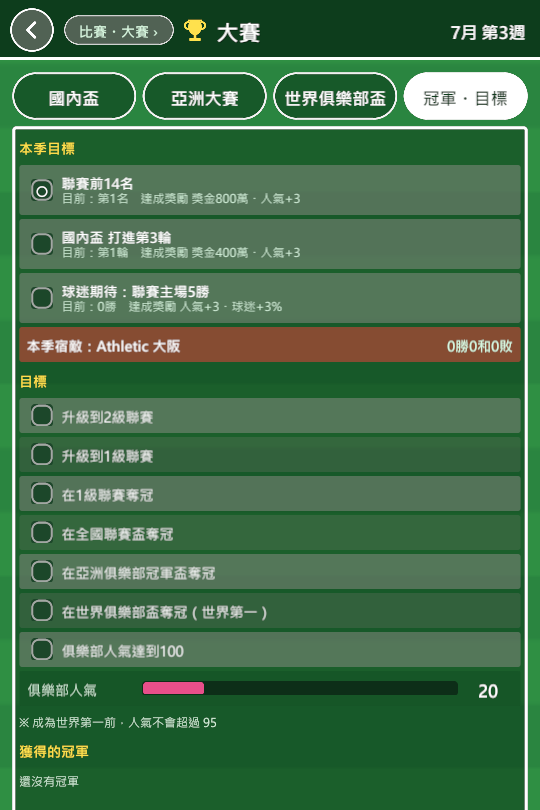 比賽・大賽 ›
大賽
7月 第3週
國內盃
亞洲大賽
世界俱樂部盃
冠軍・目標
本季目標
聯賽前14名
目前：第1名　達成獎勵 獎金800萬・人氣+3
國內盃 打進第3輪
目前：第1輪　達成獎勵 獎金400萬・人氣+3
球迷期待：聯賽主場5勝
目前：0勝　達成獎勵 人氣+3・球迷+3%
本季宿敵：Athletic 大阪
0勝0和0敗
目標
升級到2級聯賽
升級到1級聯賽
在1級聯賽奪冠
在全國聯賽盃奪冠
在亞洲俱樂部冠軍盃奪冠
在世界俱樂部盃奪冠（世界第一）
俱樂部人氣達到100
俱樂部人氣
20
※ 成為世界第一前，人氣不會超過 95
獲得的冠軍
還沒有冠軍